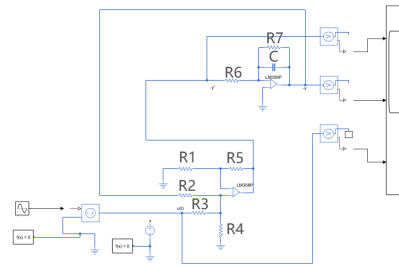 R7
C
R6
LM358P
y'
-y
R1
R5
R2
LM358P
R3
u(t)
R4
f(x) = 0
f(x) = 0